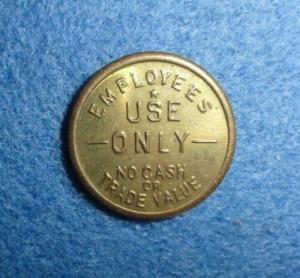 EMPLOYEES
USE
— ONLY —
NO CASH
OR
TRADE VALUE